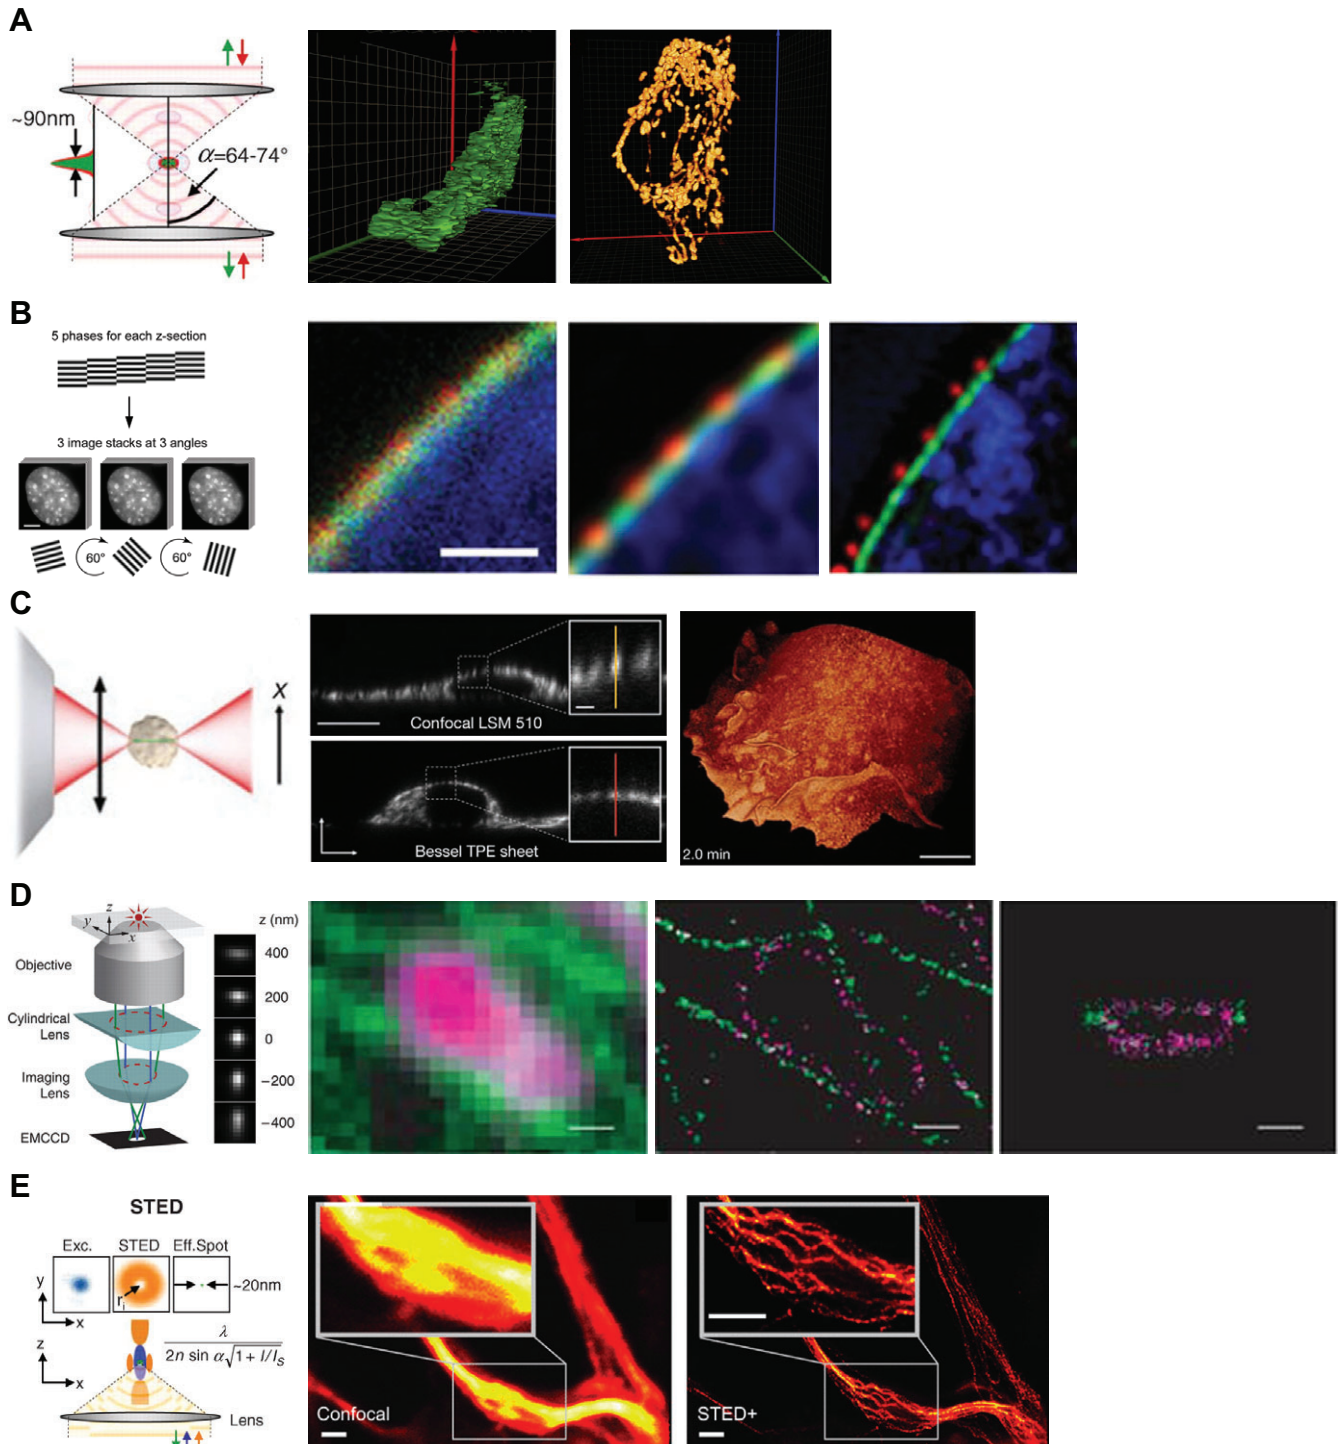 A
~90nm
α=64-74°
B
5 phases for each z-section
3 image stacks at 3 angles
60°
60°
C
X
Confocal LSM 510
Bessel TPE sheet
2.0 min
D
z
y
x
z (nm)
Objective
400
200
Cylindrical
Lens
0
Imaging
Lens
−200
−400
EMCCD
E
STED
Exc.
STED
Eff.Spot
y
r i
~20nm
x
z
λ
2n sin α√1 + I/I S
x
Lens
Confocal
STED+